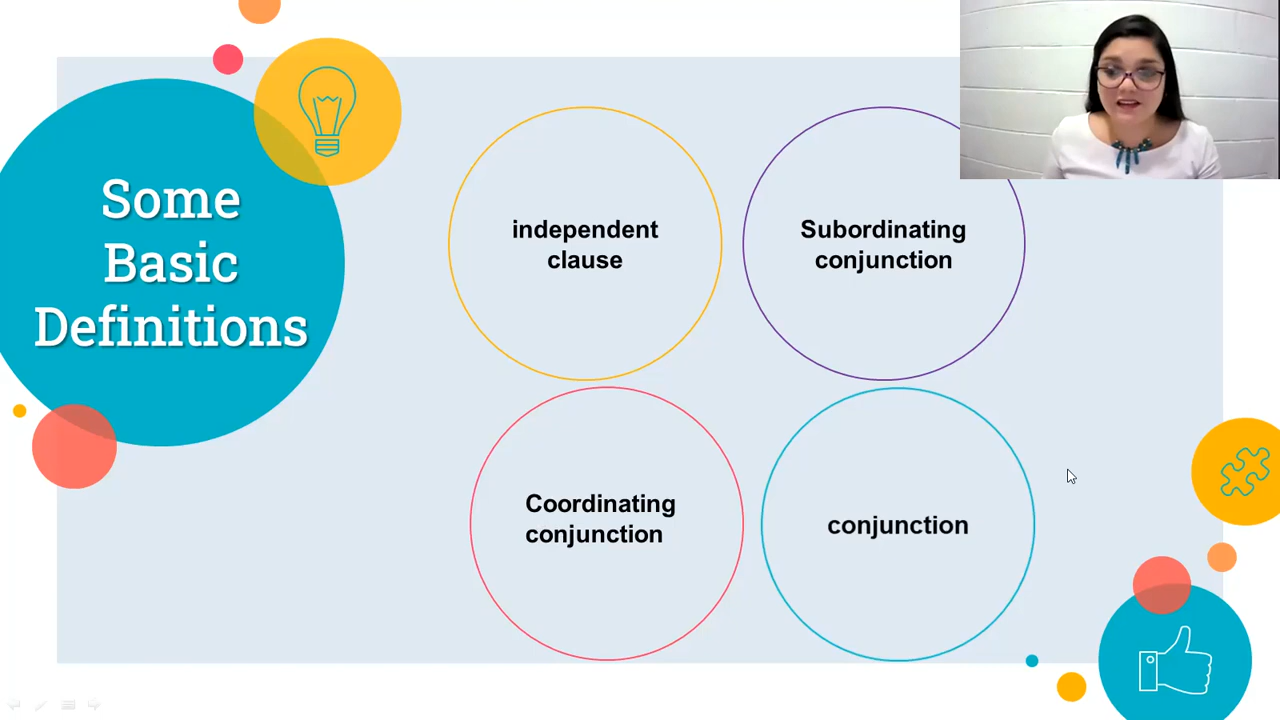 Some
Basic
Definitions
independent
clause
Subordinating
conjunction
Coordinating
conjunction
conjunction